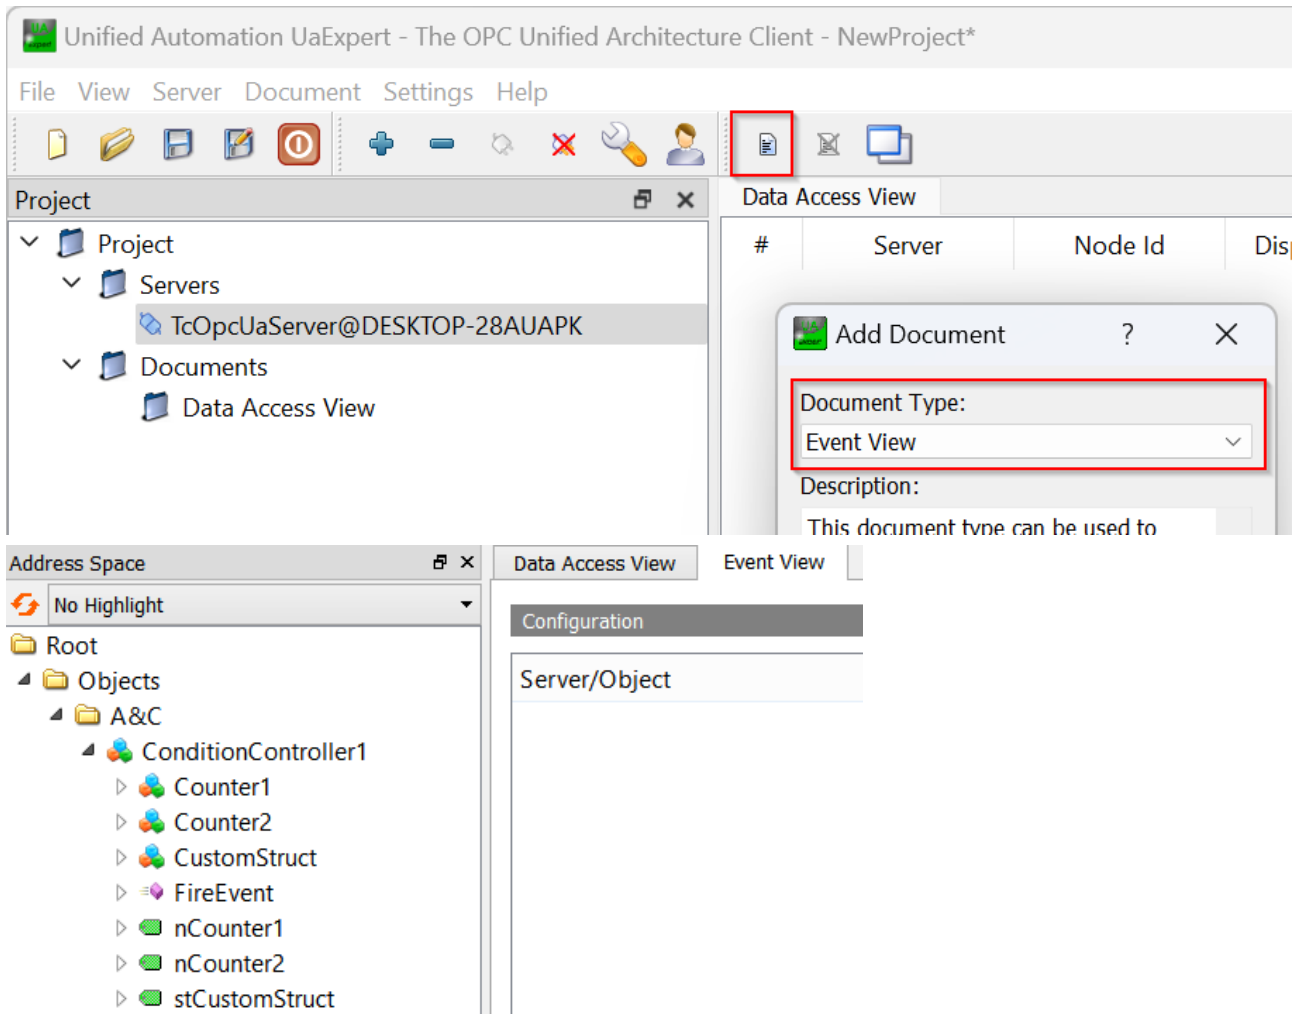 Unified Automation UaExpert - The OPC Unified Architecture Client - NewProject*
File View Server Document Settings Help
Project
Data Access View
# Server Node Id
Project
Servers
TcOpcUaServer@DESKTOP-28AUAPK
Documents
Data Access View
Add Document ?
Document Type:
Event View
Description:
This document type can be used to
Address Space
Data Access View Event View
No Highlight
Configuration
Root
Server/Object
Objects
A&C
ConditionController1
Counter1
Counter2
CustomStruct
FireEvent
nCounter1
nCounter2
stCustomStruct